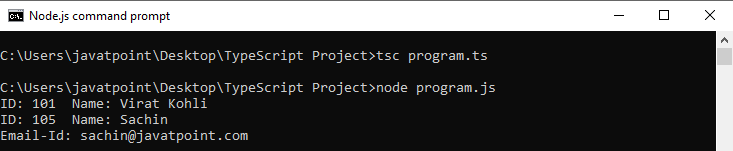 Node.js command prompt
C:\Users\javatpoint\Desktop\TypeScript Project>tsc program.ts
C:\Users\javatpoint\Desktop\TypeScript Project>node program.js
ID: 101  Name: Virat Kohli
ID: 105  Name: Sachin
Email-Id: sachin@javatpoint.com